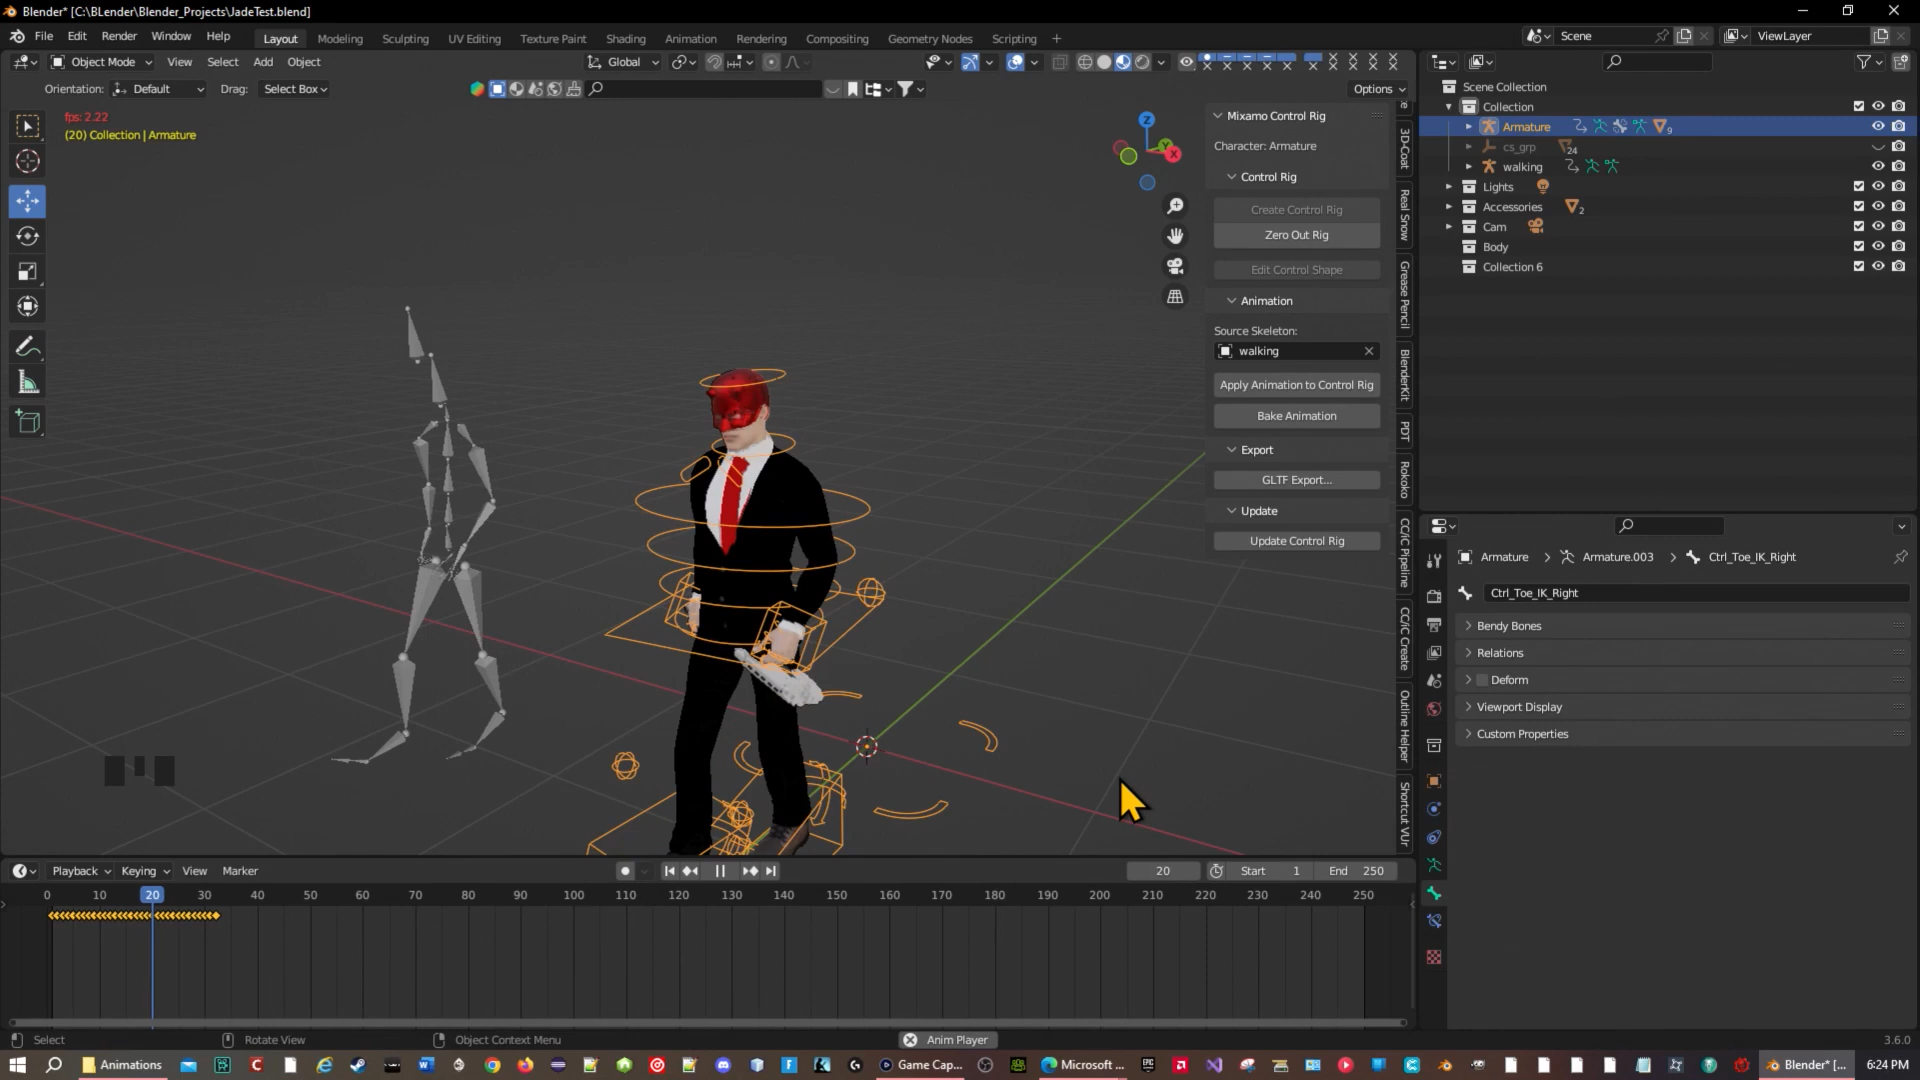 Blender* [C:\BLender\Blender_Projects\JadeTest.blend]
File Edit Render Window Help
Layout Modeling Sculpting UV Editing Texture Paint Shading Animation Rendering Compositing Geometry Nodes Scripting +
Scene
ViewLayer
Object Mode View Select Add Object
Global
Orientation: Default Drag: Select Box
Options
fps: 2.22
(20) Collection | Armature
Z
Y
X
Mixamo Control Rig
Character: Armature
Control Rig
Create Control Rig
Zero Out Rig
Edit Control Shape
Animation
Source Skeleton:
walking
Apply Animation to Control Rig
Bake Animation
Export
GLTF Export...
Update
Update Control Rig
3D-Coat
Real Snow
Grease Pencil
BlenderKit
PDT
Rokoko
CC/iC Pipeline
CC/iC Create
Outline Helper
Shortcut VUr
Scene Collection
Collection
Armature 9
cs_grp 24
walking
Lights
Accessories 2
Cam
Body
Collection 6
Armature > Armature.003 > Ctrl_Toe_IK_Right
Ctrl_Toe_IK_Right
Bendy Bones
Relations
Deform
Viewport Display
Custom Properties
Playback Keying View Marker
20 Start 1 End 250
0 10 20 30 40 50 60 70 80 90 100 110 120 130 140 150 160 170 180 190 200 210 220 230 240 250
Select Rotate View Object Context Menu Anim Player 3.6.0
Animations
Game Cap...
Microsoft ...
Blender* [...
6:24 PM